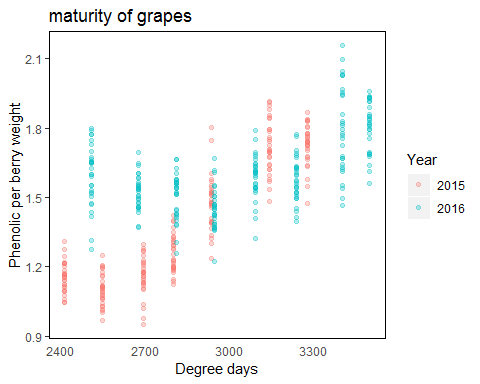 maturity of grapes
Phenolic per berry weight
2.1
1.8
1.5
1.2
0.9
2400 2700 3000 3300
Degree days
Year
2015
2016